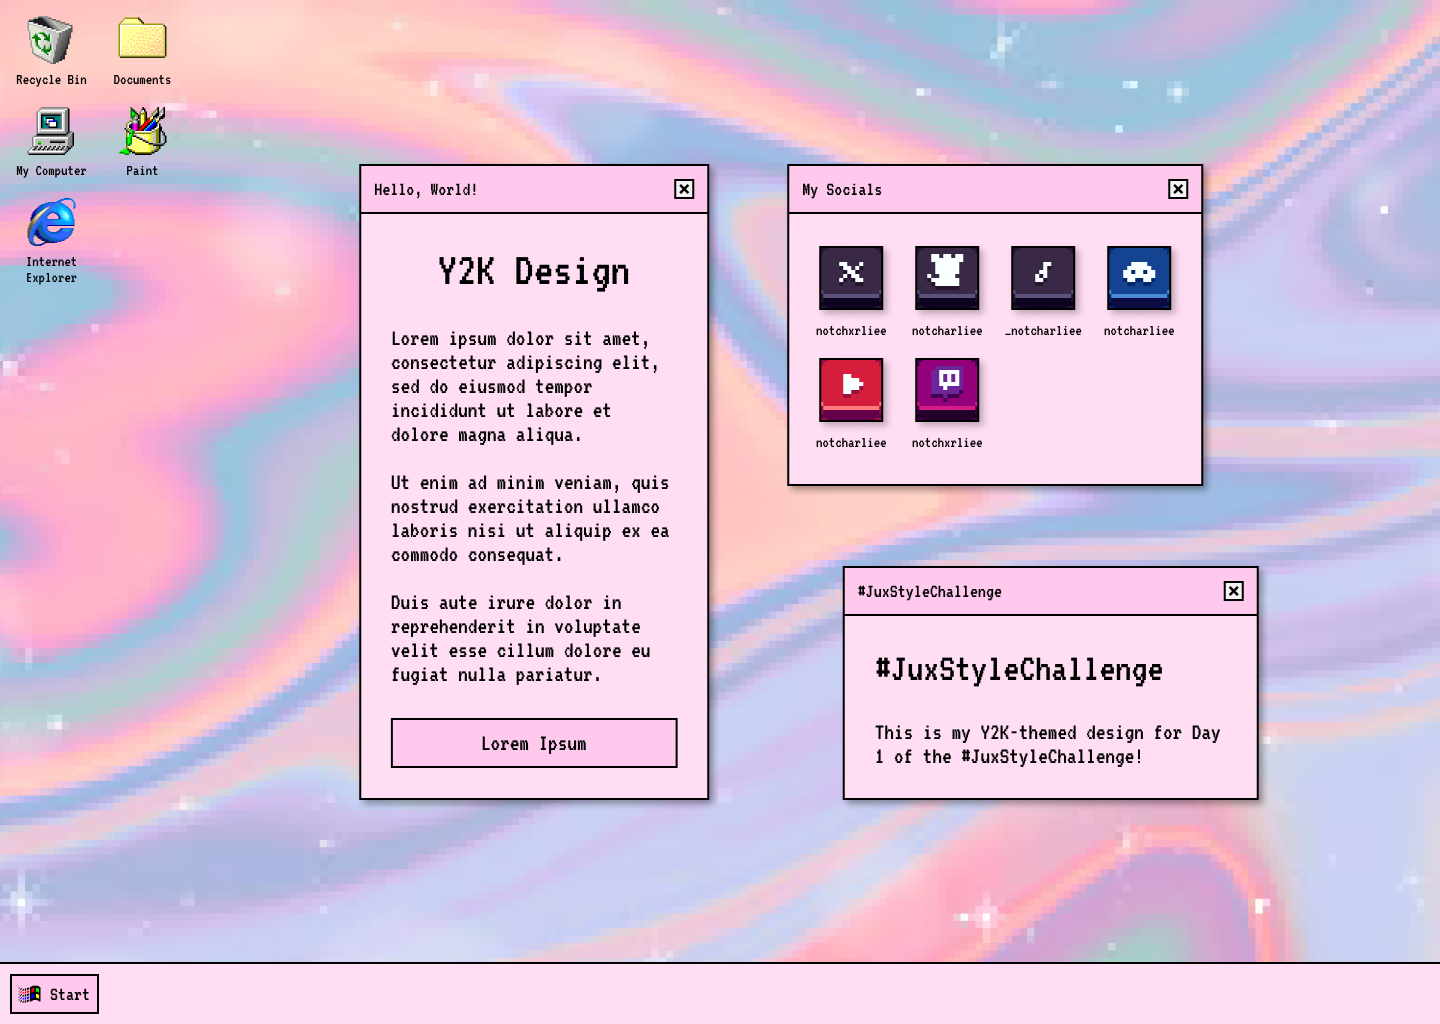 Recycle Bin
Documents
My Computer
Paint
Internet
Explorer
Hello, World!
Y2K Design
Lorem ipsum dolor sit amet,
consectetur adipiscing elit,
sed do eiusmod tempor
incididunt ut labore et
dolore magna aliqua.
Ut enim ad minim veniam, quis
nostrud exercitation ullamco
laboris nisi ut aliquip ex ea
commodo consequat.
Duis aute irure dolor in
reprehenderit in voluptate
velit esse cillum dolore eu
fugiat nulla pariatur.
Lorem Ipsum
My Socials
notchxrliee
notcharliee
_notcharliee
notcharliee
notcharliee
notchxrliee
#JuxStyleChallenge
#JuxStyleChallenge
This is my Y2K-themed design for Day
1 of the #JuxStyleChallenge!
Start